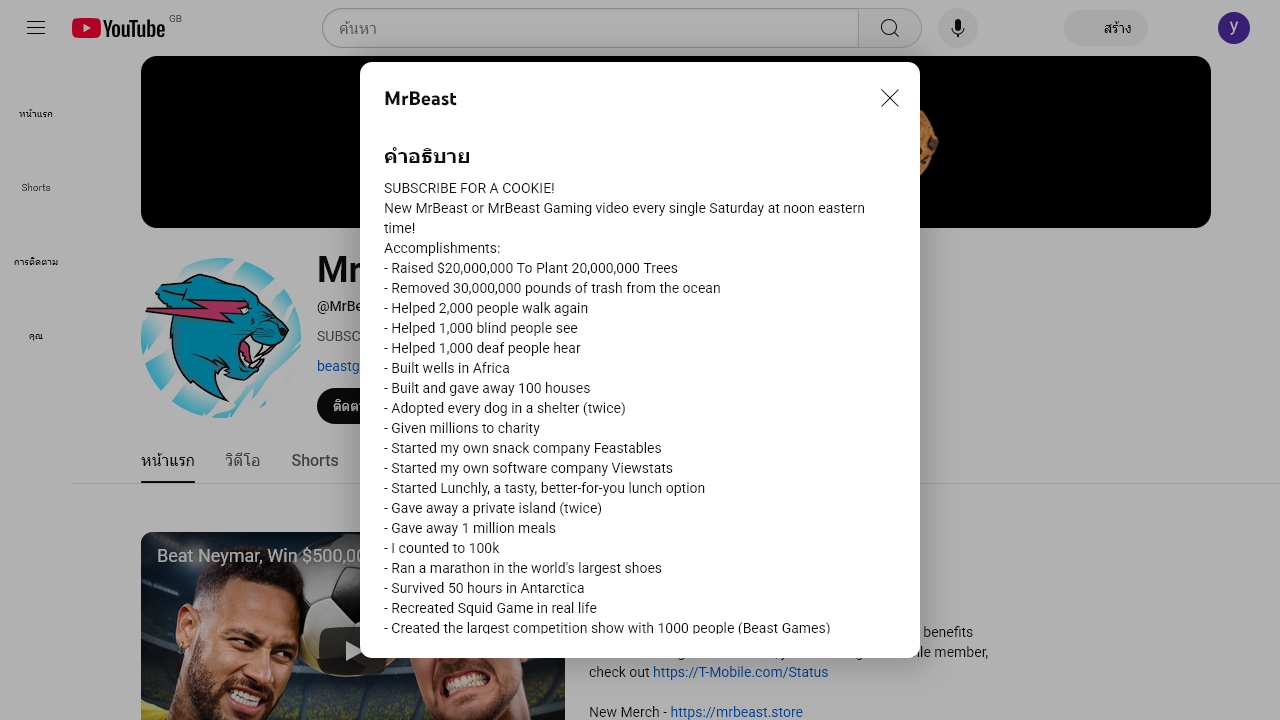 YouTube GB
ค้นหา
สร้าง
y
หน้าแรก
Shorts
การติดตาม
คุณ
MrBeast
คำอธิบาย
SUBSCRIBE FOR A COOKIE!
New MrBeast or MrBeast Gaming video every single Saturday at noon eastern
time!
Accomplishments:
- Raised $20,000,000 To Plant 20,000,000 Trees
- Removed 30,000,000 pounds of trash from the ocean
- Helped 2,000 people walk again
- Helped 1,000 blind people see
- Helped 1,000 deaf people hear
- Built wells in Africa
- Built and gave away 100 houses
- Adopted every dog in a shelter (twice)
- Given millions to charity
- Started my own snack company Feastables
- Started my own software company Viewstats
- Started Lunchly, a tasty, better-for-you lunch option
- Gave away a private island (twice)
- Gave away 1 million meals
- I counted to 100k
- Ran a marathon in the world's largest shoes
- Survived 50 hours in Antarctica
- Recreated Squid Game in real life
- Created the largest competition show with 1000 people (Beast Games)
Mr
@MrBe
SUBSC
beastg
ติดตา
หน้าแรก
วิดีโอ
Shorts
Beat Neymar, Win $500,00
benefits
member,
check out https://T-Mobile.com/Status
New Merch - https://mrbeast.store